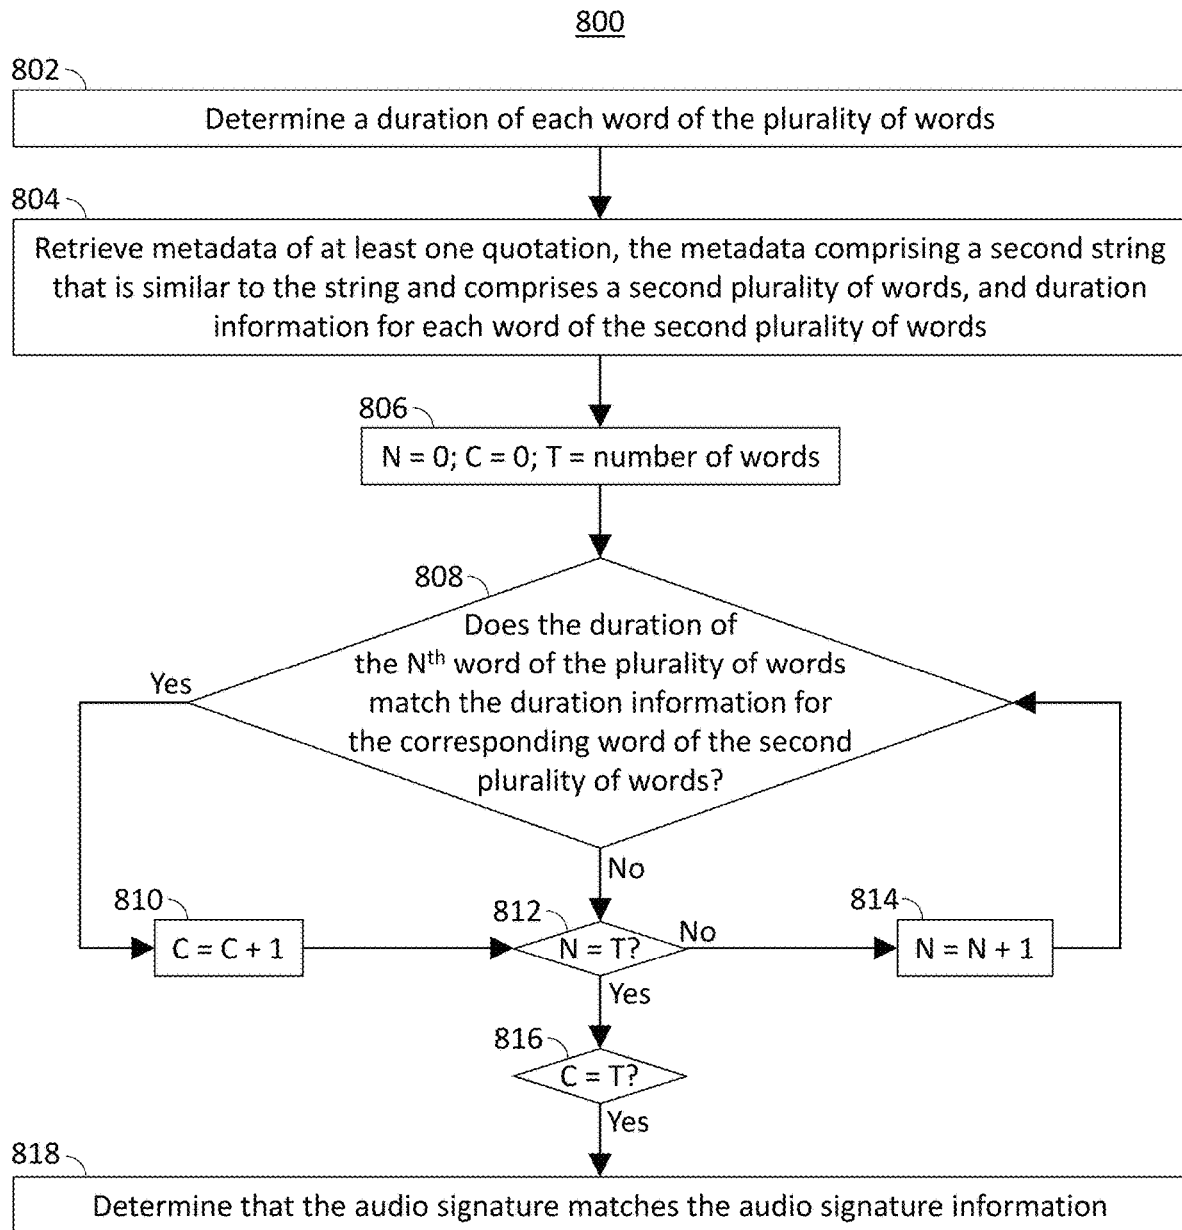 800
802
Determine a duration of each word of the plurality of words
804
Retrieve metadata of at least one quotation, the metadata comprising a second string
that is similar to the string and comprises a second plurality of words, and duration
information for each word of the second plurality of words
806
N = 0; C = 0; T = number of words
808
Does the duration of
the Nth word of the plurality of words
match the duration information for
the corresponding word of the second
plurality of words?
Yes
No
810
C = C + 1
812
N = T?
No
814
N = N + 1
Yes
816
C = T?
Yes
818
Determine that the audio signature matches the audio signature information